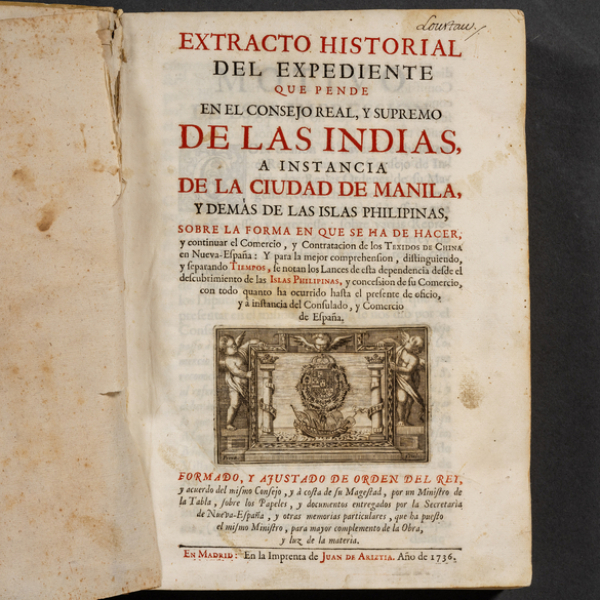 Loustau
EXTRACTO HISTORIAL
DEL EXPEDIENTE
QUE PENDE
EN EL CONSEJO REAL, Y SUPREMO
DE LAS INDIAS,
A INSTANCIA
DE LA CIUDAD DE MANILA,
Y DEMÁS DE LAS ISLAS PHILIPINAS,
SOBRE LA FORMA EN QUE SE HA DE HACER,
y continuar el Comercio, y Contratacion de los TEXIDOS DE CHINA
en Nueva-España: Y para la mejor comprehension, distinguiendo,
y separando TIEMPOS, se notan los Lances de esta dependencia desde el
descubrimiento de las ISLAS PHILIPINAS, y concession de su Comercio,
con todo quanto ha ocurrido hasta el presente de oficio,
y à instancia del Consulado, y Comercio
de España.
FORMADO, Y AJUSTADO DE ORDEN DEL REY,
y acuerdo del mismo Consejo, y à costa de su Magestad, por un Ministro de
la Tabla, sobre los Papeles, y documentos entregados por la Secretaria
de Nueva-España, y otras memorias particulares, que ha puesto
el mismo Ministro, para mayor complemento de la Obra,
y luz de la materia.
EN MADRID: En la Imprenta de JUAN DE ARIZTIA. Año de 1736.